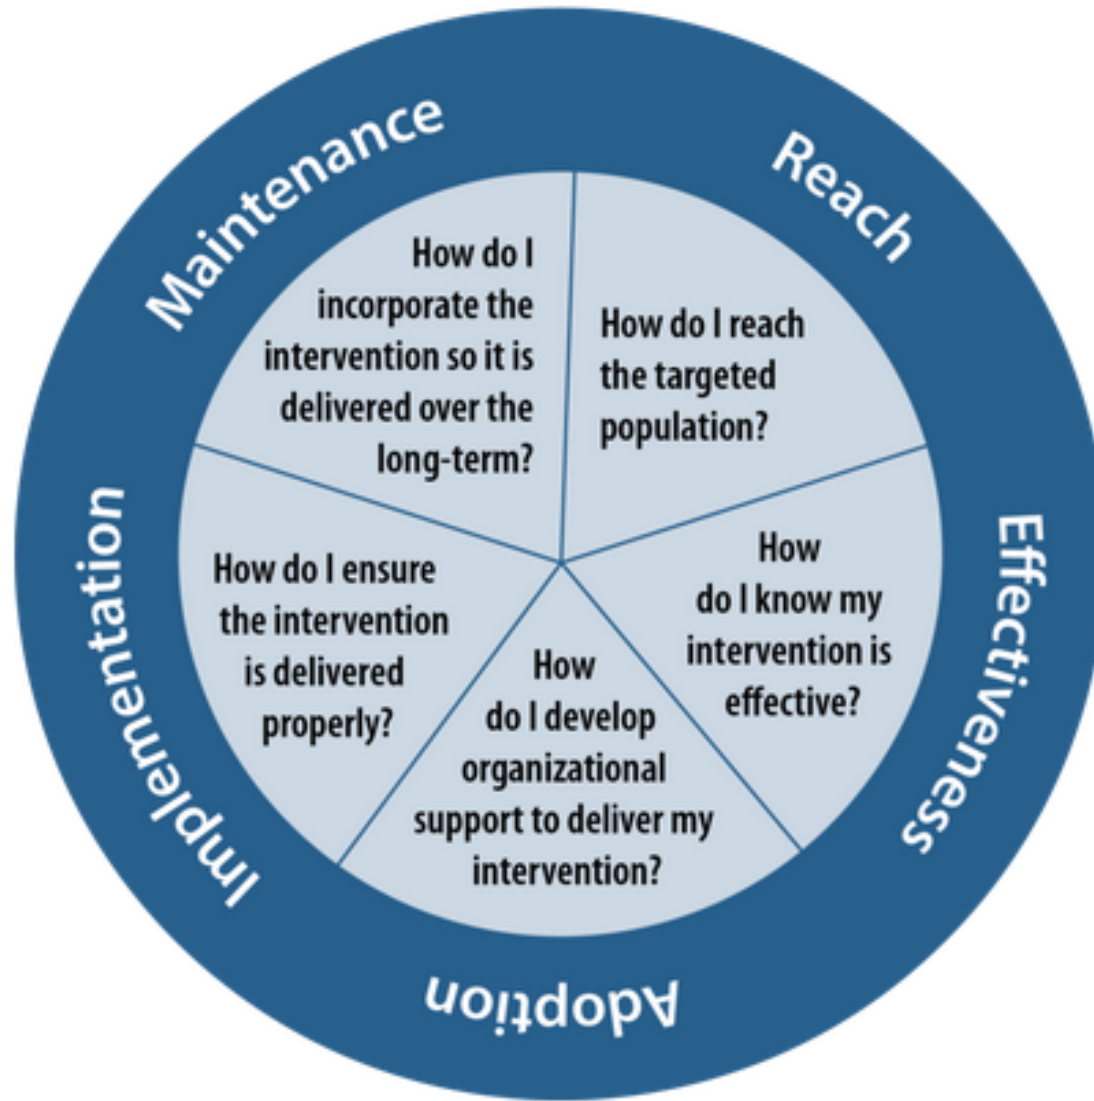 Reach
How do I reach
the targeted
population?
Effectiveness
How
do I know my
intervention is
effective?
Adoption
How
do I develop
organizational
support to deliver my
intervention?
Implementation
How do I ensure
the intervention
is delivered
properly?
Maintenance
How do I
incorporate the
intervention so it is
delivered over the
long-term?